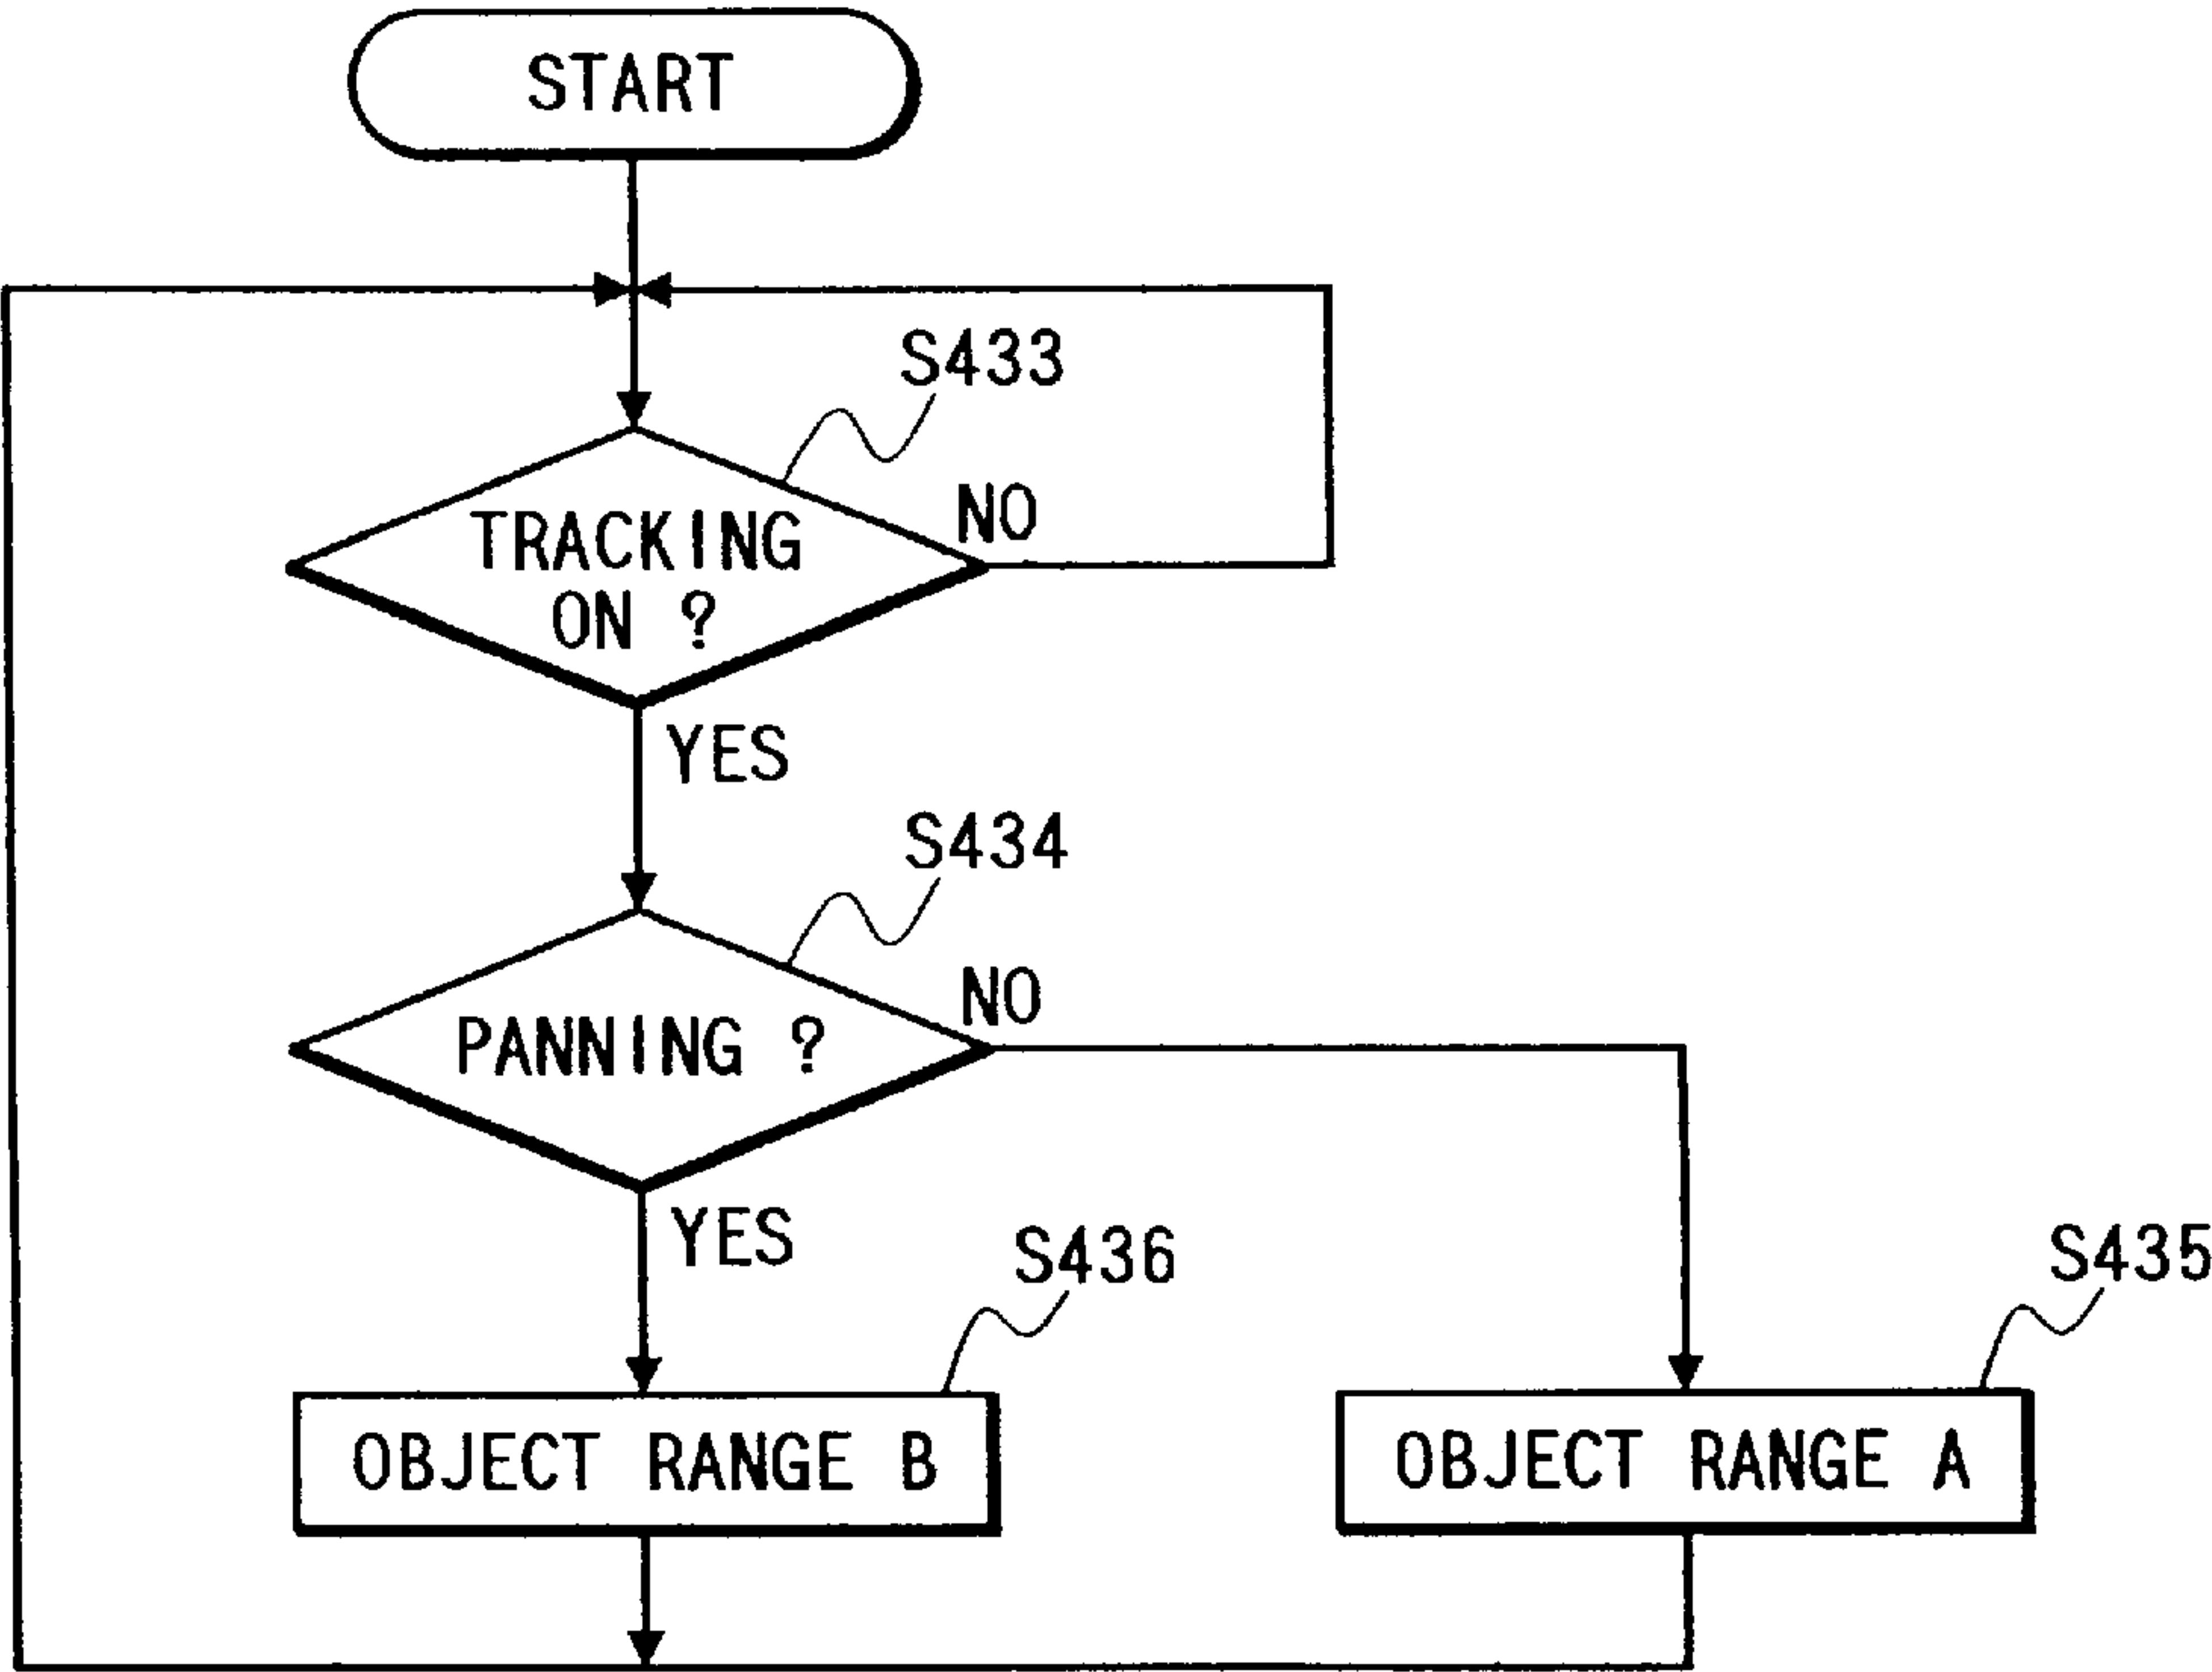 START
S433
NO
TRACKING
ON ?
YES
S434
NO
PANNING ?
YES
S436
S435
OBJECT RANGE B
OBJECT RANGE A